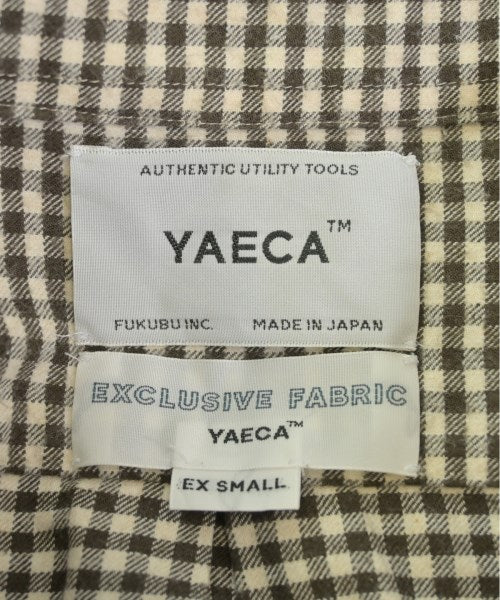 AUTHENTIC UTILITY TOOLS
YAECA™
FUKUBU INC. MADE IN JAPAN
EXCLUSIVE FABRIC
YAECA™
EX SMALL